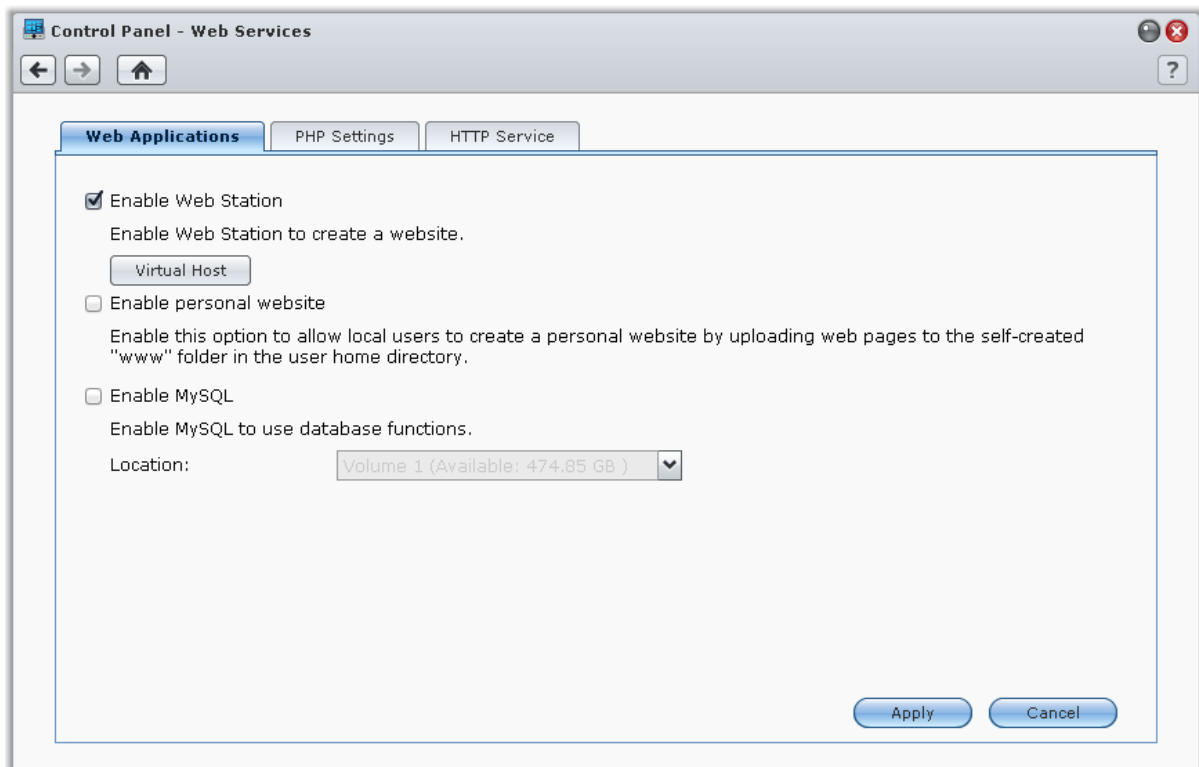 Control Panel - Web Services
?
Web Applications PHP Settings HTTP Service
Enable Web Station
Enable Web Station to create a website.
Virtual Host
Enable personal website
Enable this option to allow local users to create a personal website by uploading web pages to the self-created
"www" folder in the user home directory.
Enable MySQL
Enable MySQL to use database functions.
Location: Volume 1 (Available: 474.85 GB )
Apply Cancel